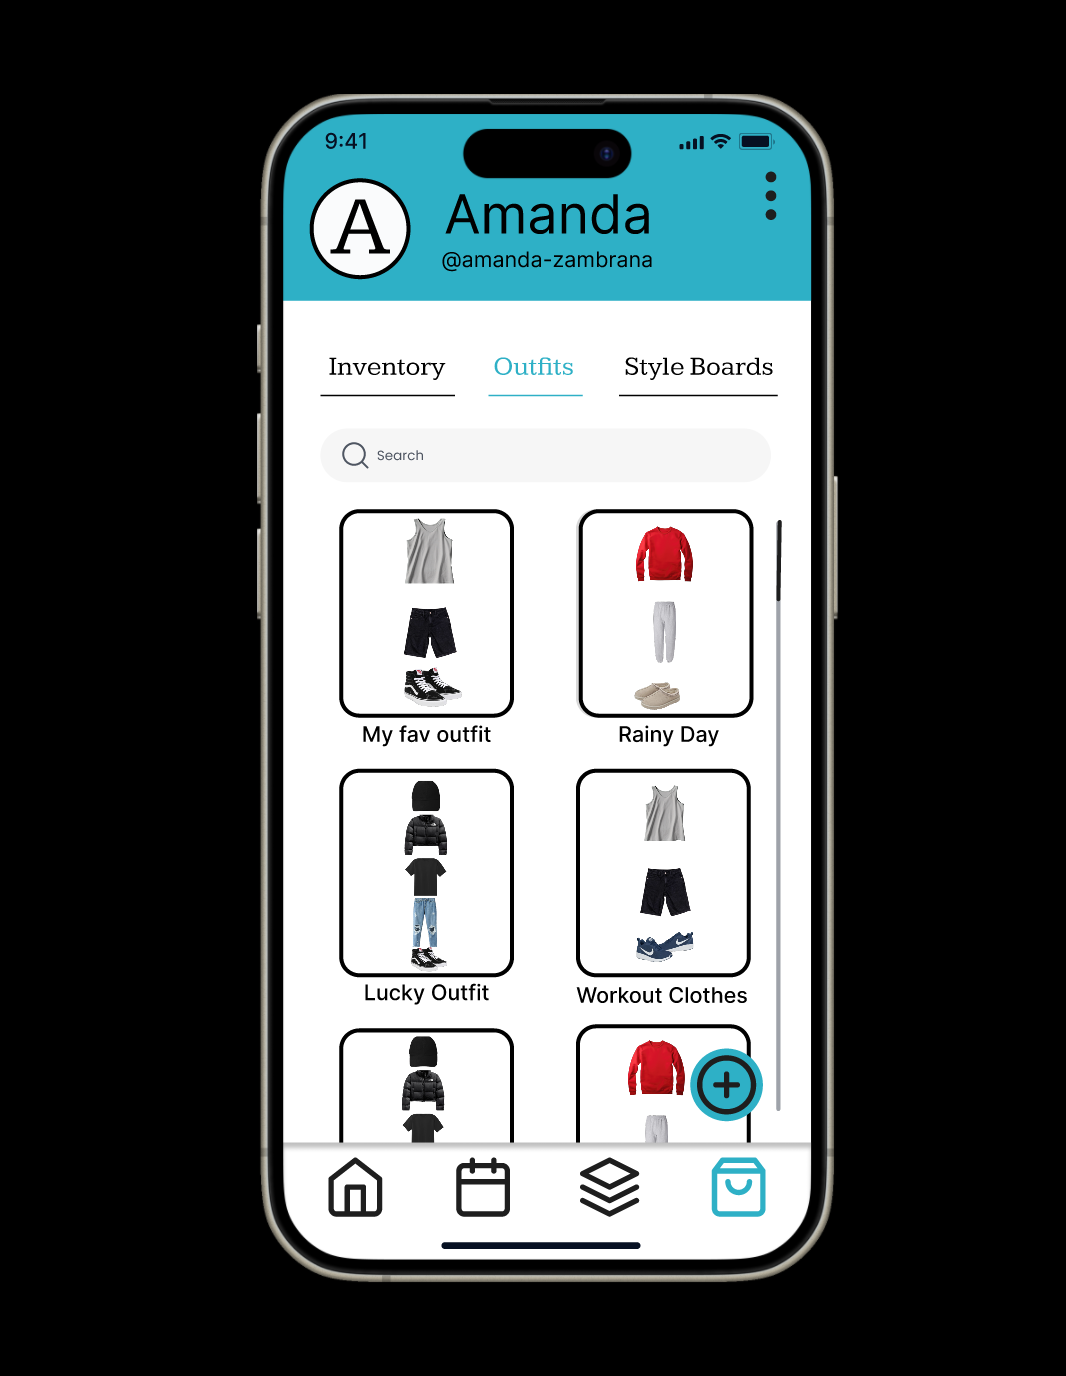 9:41
A
Amanda
@amanda-zambrana
Inventory
Outfits
Style Boards
Search
My fav outfit
Rainy Day
Lucky Outfit
Workout Clothes